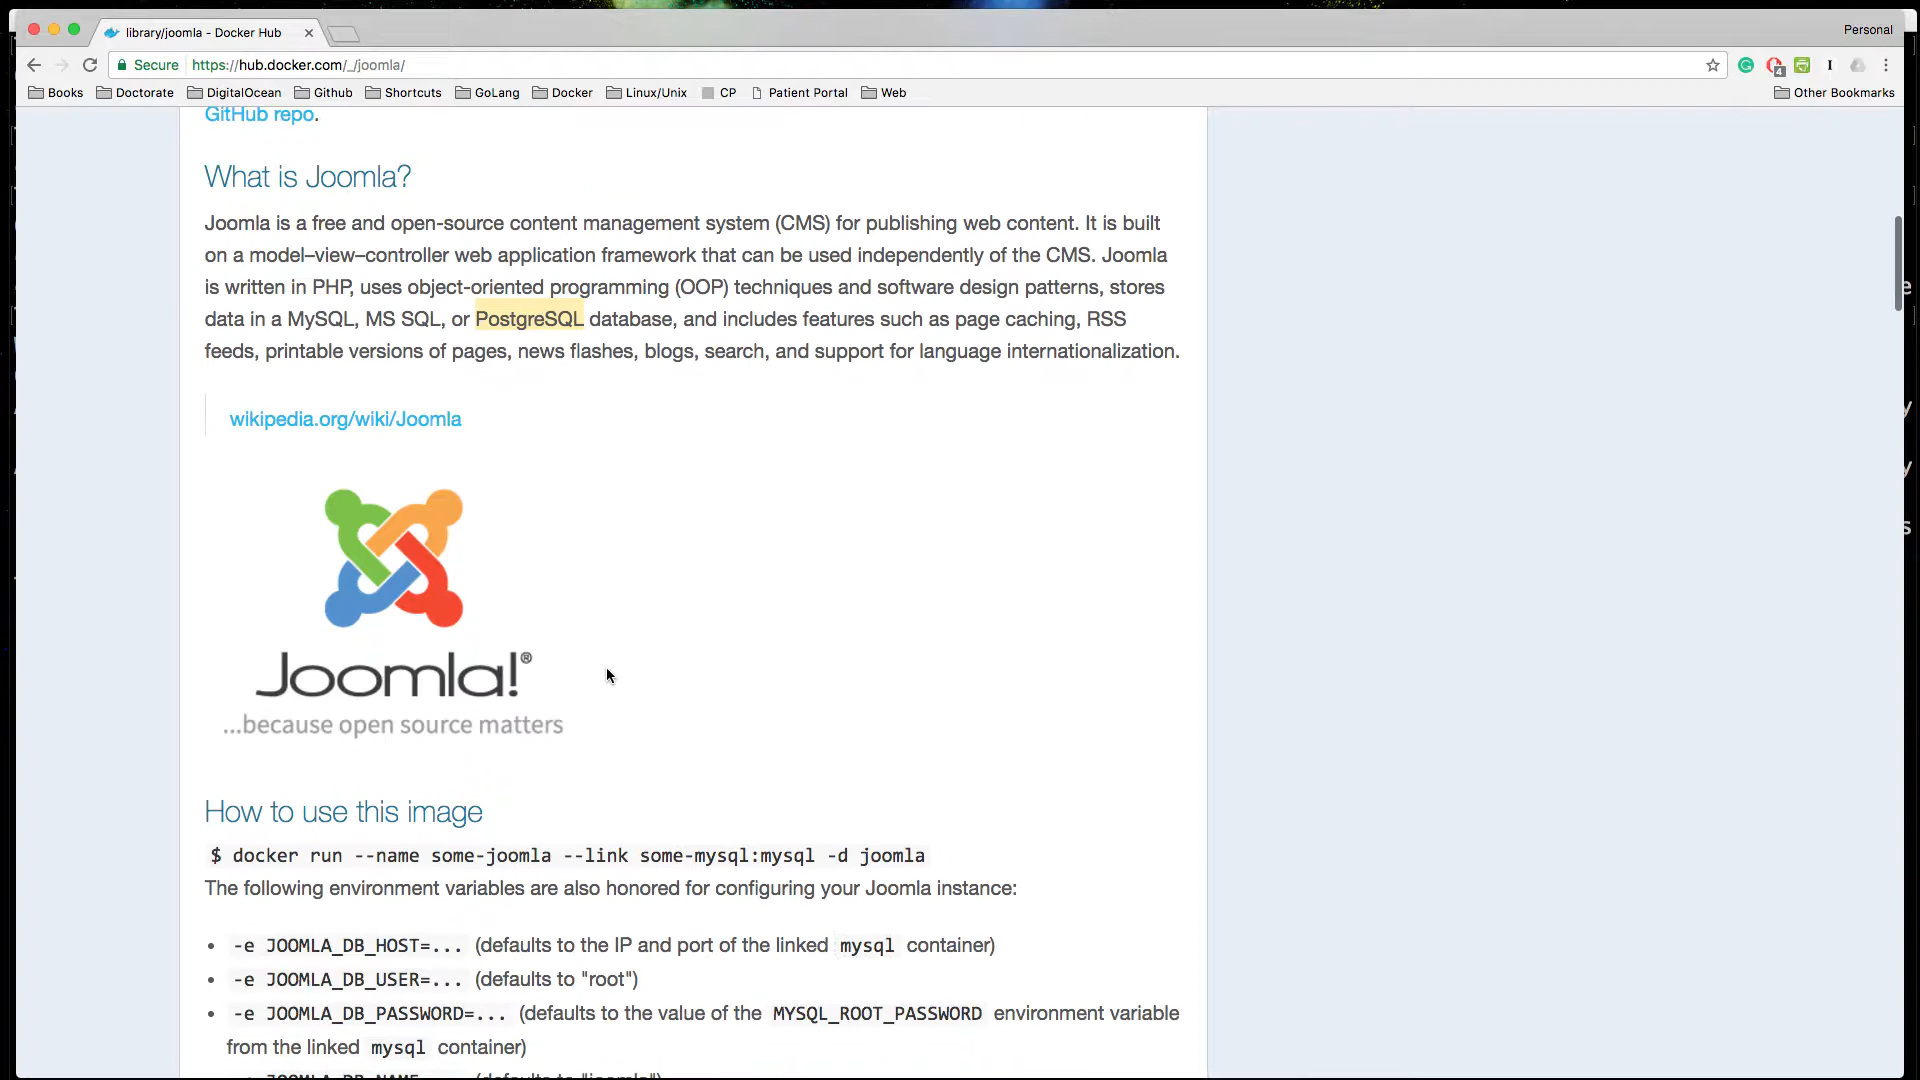 library/joomla - Docker Hub
Personal
Secure https://hub.docker.com/_/joomla/
4 I
Books Doctorate DigitalOcean Github Shortcuts GoLang Docker Linux/Unix CP Patient Portal Web Other Bookmarks
GitHub repo.
What is Joomla?
Joomla is a free and open-source content management system (CMS) for publishing web content. It is built
on a model–view–controller web application framework that can be used independently of the CMS. Joomla
is written in PHP, uses object-oriented programming (OOP) techniques and software design patterns, stores
data in a MySQL, MS SQL, or PostgreSQL database, and includes features such as page caching, RSS
feeds, printable versions of pages, news flashes, blogs, search, and support for language internationalization.
wikipedia.org/wiki/Joomla
Joomla!®
...because open source matters
How to use this image
$ docker run --name some-joomla --link some-mysql:mysql -d joomla
The following environment variables are also honored for configuring your Joomla instance:
• -e JOOMLA_DB_HOST=... (defaults to the IP and port of the linked mysql container)
• -e JOOMLA_DB_USER=... (defaults to "root")
• -e JOOMLA_DB_PASSWORD=... (defaults to the value of the MYSQL_ROOT_PASSWORD environment variable
from the linked mysql container)